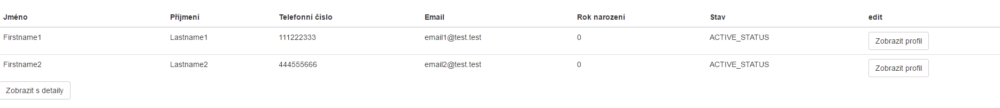 Jméno Příjmení Telefonní číslo Email Rok narození Stav edit
Firstname1 Lastname1 111222333 email1@test.test 0 ACTIVE_STATUS Zobrazit profil
Firstname2 Lastname2 444555666 email2@test.test 0 ACTIVE_STATUS Zobrazit profil
Zobrazit s detaily